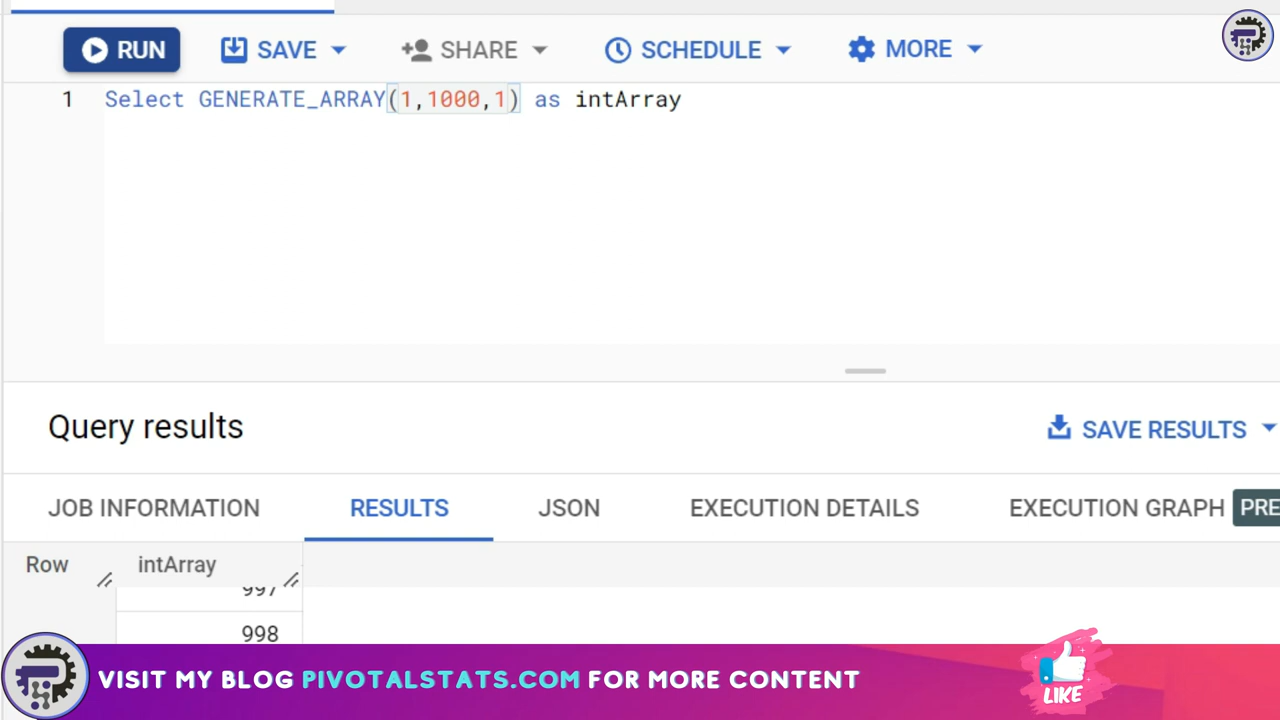 RUN SAVE SHARE SCHEDULE MORE
1 Select GENERATE_ARRAY(1,1000,1) as intArray
Query results
SAVE RESULTS
JOB INFORMATION RESULTS JSON EXECUTION DETAILS EXECUTION GRAPH PRE
Row intArray
997
998
VISIT MY BLOG PIVOTALSTATS.COM FOR MORE CONTENT
LIKE